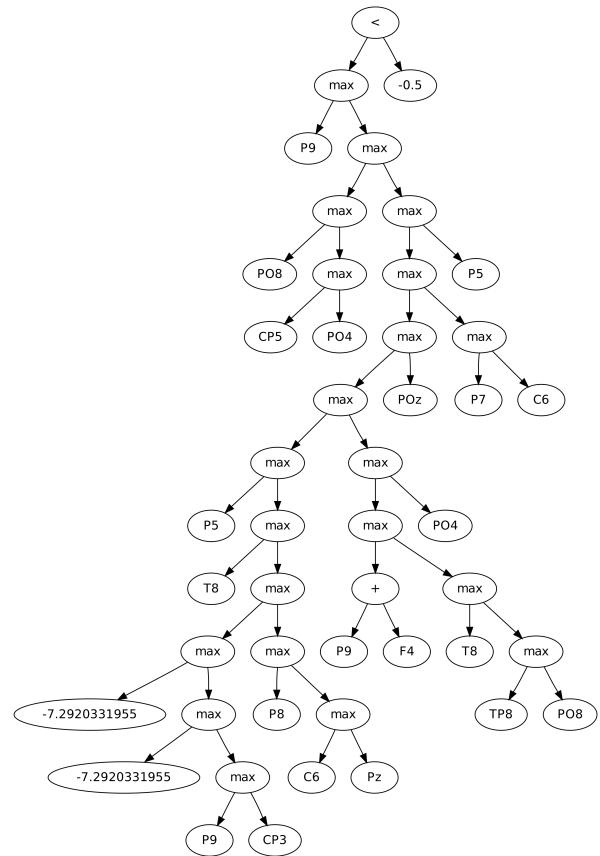 <
max -0.5
P9 max
max max
PO8 max max P5
CP5 PO4 max max
max POz P7 C6
max max
P5 max max PO4
T8 max + max
max max P9 F4 T8 max
-7.2920331955 max P8 max TP8 PO8
-7.2920331955 max C6 Pz
P9 CP3